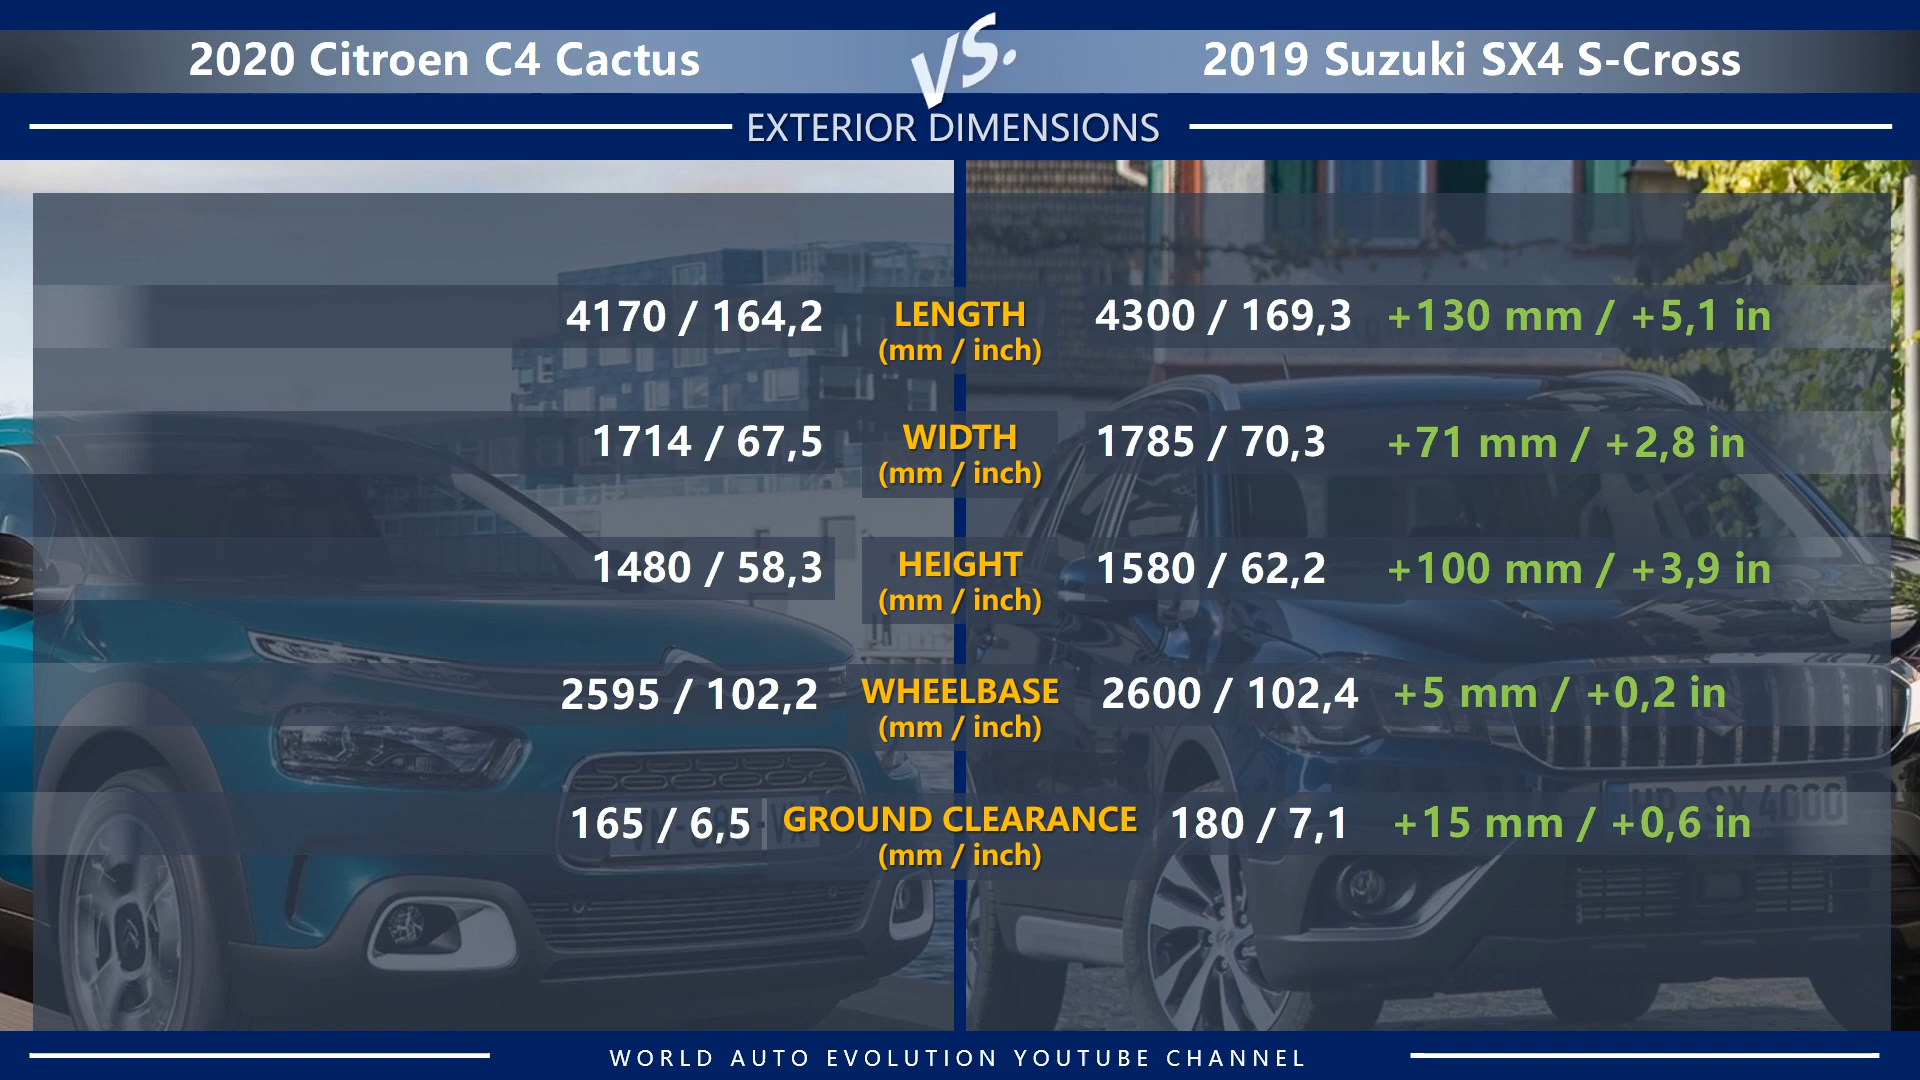 2020 Citroen C4 Cactus
VS.
2019 Suzuki SX4 S-Cross
EXTERIOR DIMENSIONS
4170 / 164,2
LENGTH
(mm / inch)
4300 / 169,3
+130 mm / +5,1 in
1714 / 67,5
WIDTH
(mm / inch)
1785 / 70,3
+71 mm / +2,8 in
1480 / 58,3
HEIGHT
(mm / inch)
1580 / 62,2
+100 mm / +3,9 in
2595 / 102,2
WHEELBASE
(mm / inch)
2600 / 102,4
+5 mm / +0,2 in
165 / 6,5
GROUND CLEARANCE
(mm / inch)
180 / 7,1
+15 mm / +0,6 in
WORLD AUTO EVOLUTION YOUTUBE CHANNEL